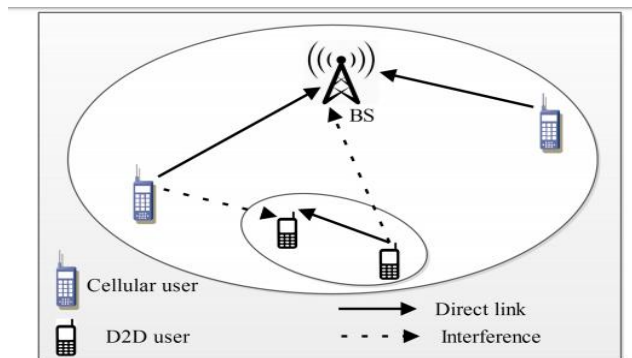 BS
Cellular user
D2D user
Direct link
Interference